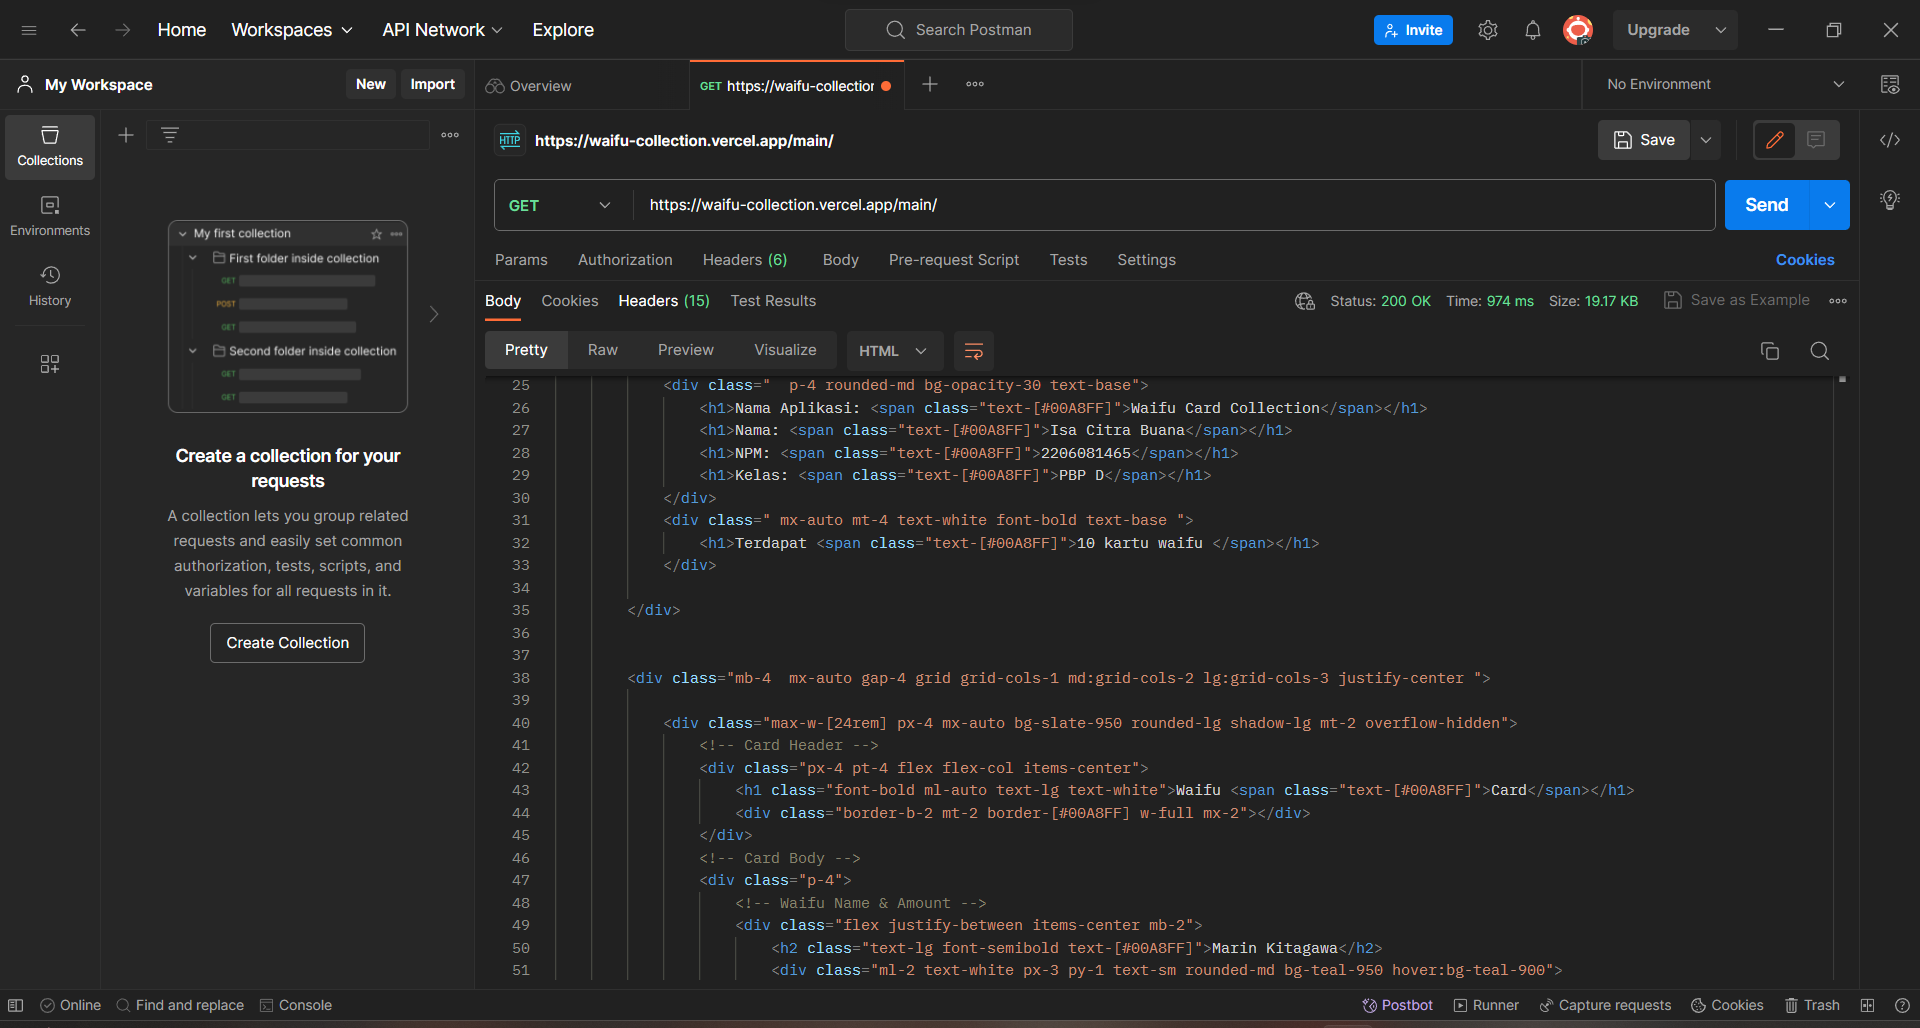 Home Workspaces API Network Explore Search Postman Invite Upgrade
My Workspace New Import Overview GET https://waifu-collection No Environment
Collections
Environments
History
My first collection
First folder inside collection
GET
POST
GET
Second folder inside collection
GET
GET
Create a collection for your
requests
A collection lets you group related
requests and easily set common
authorization, tests, scripts, and
variables for all requests in it.
Create Collection
HTTP https://waifu-collection.vercel.app/main/ Save
GET https://waifu-collection.vercel.app/main/ Send
Params Authorization Headers (6) Body Pre-request Script Tests Settings Cookies
Body Cookies Headers (15) Test Results Status: 200 OK Time: 974 ms Size: 19.17 KB Save as Example
Pretty Raw Preview Visualize HTML
25 <div class="  p-4 rounded-md bg-opacity-30 text-base">
26 <h1>Nama Aplikasi: <span class="text-[#00A8FF]">Waifu Card Collection</span></h1>
27 <h1>Nama: <span class="text-[#00A8FF]">Isa Citra Buana</span></h1>
28 <h1>NPM: <span class="text-[#00A8FF]">2206081465</span></h1>
29 <h1>Kelas: <span class="text-[#00A8FF]">PBP D</span></h1>
30 </div>
31 <div class=" mx-auto mt-4 text-white font-bold text-base ">
32 <h1>Terdapat <span class="text-[#00A8FF]">10 kartu waifu </span></h1>
33 </div>
34
35 </div>
36
37
38 <div class="mb-4  mx-auto gap-4 grid grid-cols-1 md:grid-cols-2 lg:grid-cols-3 justify-center ">
39
40 <div class="max-w-[24rem] px-4 mx-auto bg-slate-950 rounded-lg shadow-lg mt-2 overflow-hidden">
41 <!-- Card Header -->
42 <div class="px-4 pt-4 flex flex-col items-center">
43 <h1 class="font-bold ml-auto text-lg text-white">Waifu <span class="text-[#00A8FF]">Card</span></h1>
44 <div class="border-b-2 mt-2 border-[#00A8FF] w-full mx-2"></div>
45 </div>
46 <!-- Card Body -->
47 <div class="p-4">
48 <!-- Waifu Name & Amount -->
49 <div class="flex justify-between items-center mb-2">
50 <h2 class="text-lg font-semibold text-[#00A8FF]">Marin Kitagawa</h2>
51 <div class="ml-2 text-white px-3 py-1 text-sm rounded-md bg-teal-950 hover:bg-teal-900">
Online Find and replace Console Postbot Runner Capture requests Cookies Trash